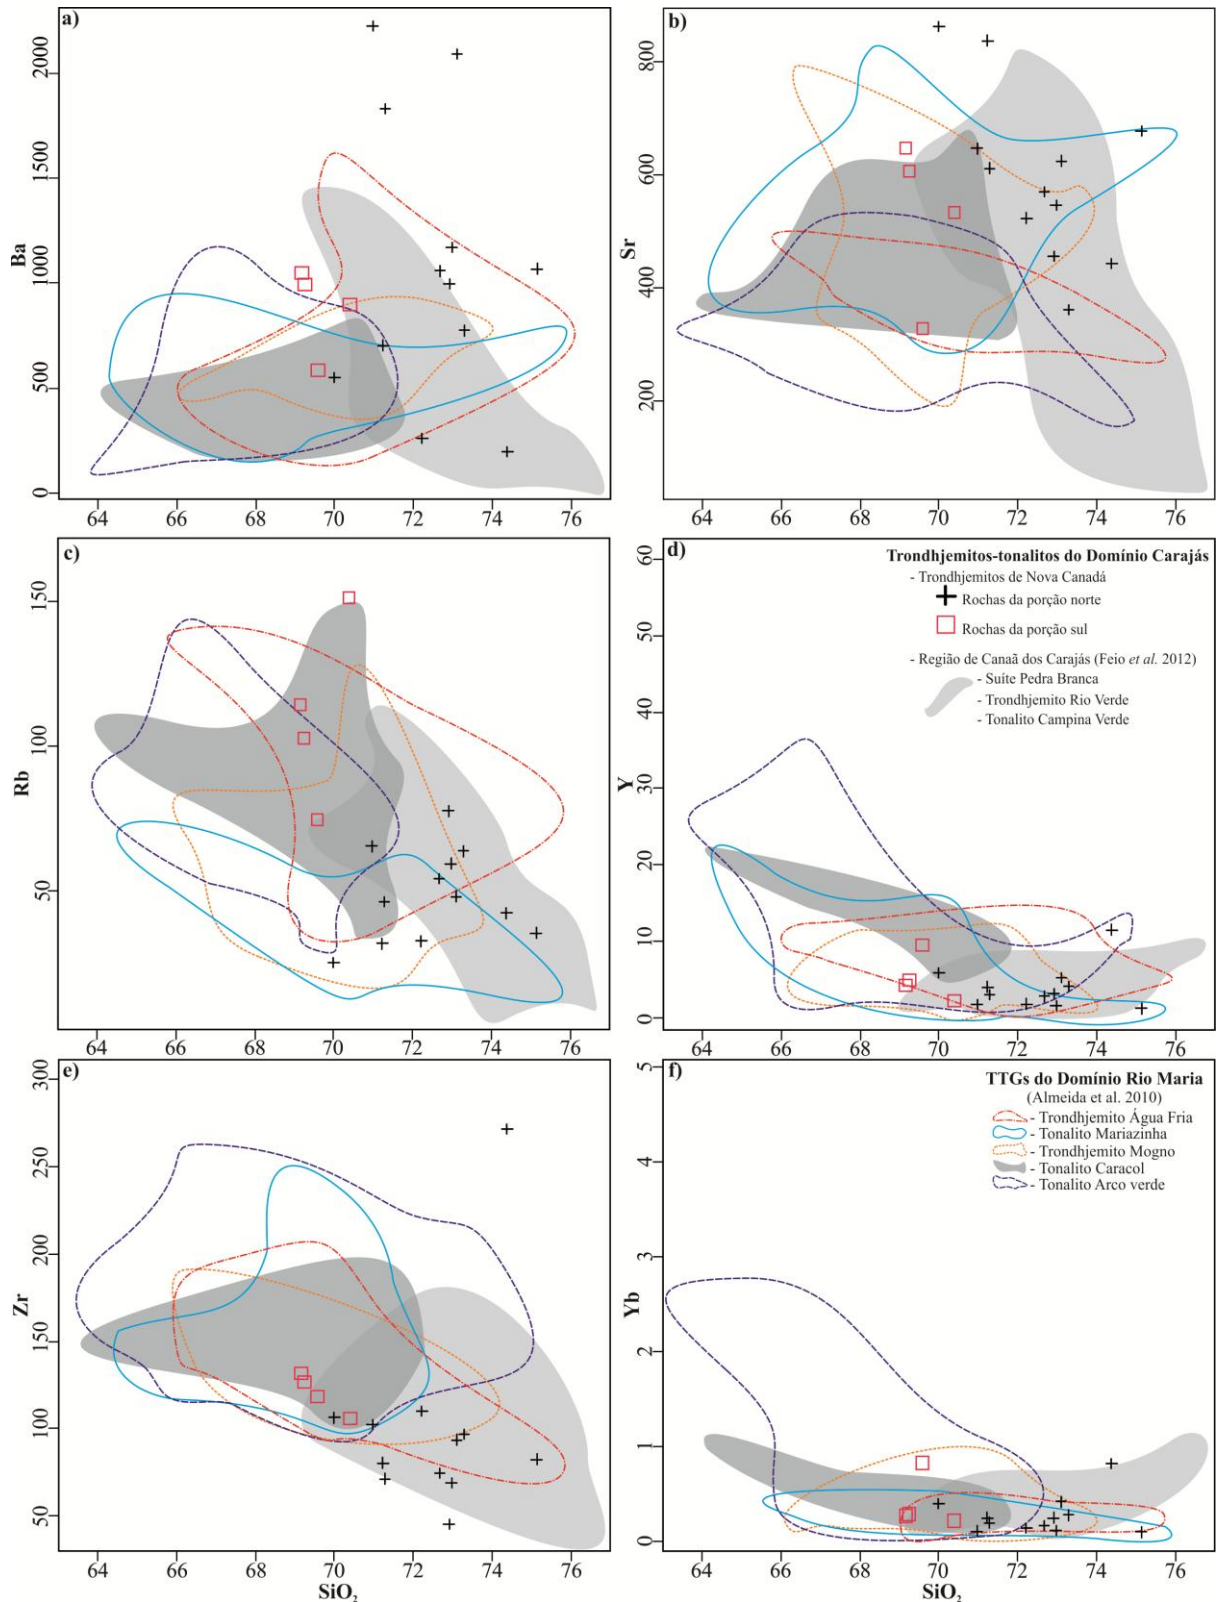 a)
Ba
2000
1500
1000
500
0
64 66 68 70 72 74 76
b)
Sr
800
600
400
200
64 66 68 70 72 74 76
c)
Rb
150
100
50
64 66 68 70 72 74 76
d)
Y
60
50
40
30
20
10
0
64 66 68 70 72 74 76
Trondhjemitos-tonalitos do Domínio Carajás
- Trondhjemitos de Nova Canadá
Rochas da porção norte
Rochas da porção sul
- Região de Canaã dos Carajás (Feio et al. 2012)
- Suíte Pedra Branca
- Trondhjemito Rio Verde
- Tonalito Campina Verde
e)
Zr
300
250
200
150
100
50
64 66 68 70 72 74 76
SiO₂
f)
Yb
5
4
3
2
1
0
64 66 68 70 72 74 76
SiO₂
TTGs do Domínio Rio Maria
(Almeida et al. 2010)
- Trondhjemito Água Fria
- Tonalito Mariazinha
- Trondhjemito Mogno
- Tonalito Caracol
- Tonalito Arco verde